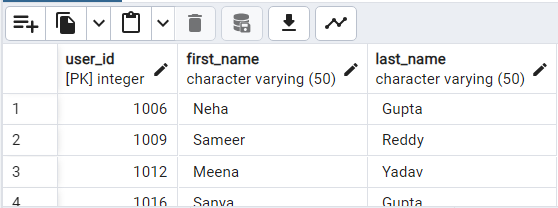 user_id first_name last_name
[PK] integer character varying (50) character varying (50)
1 1006 Neha Gupta
2 1009 Sameer Reddy
3 1012 Meena Yadav
4 1016 Sanya Gupta